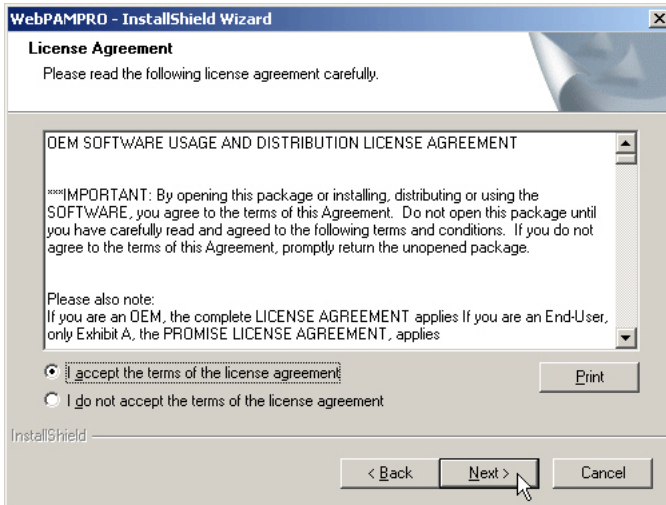 WebPAMPRO - InstallShield Wizard
License Agreement
Please read the following license agreement carefully.
OEM SOFTWARE USAGE AND DISTRIBUTION LICENSE AGREEMENT
***IMPORTANT: By opening this package or installing, distributing or using the
SOFTWARE, you agree to the terms of this Agreement. Do not open this package until
you have carefully read and agreed to the following terms and conditions. If you do not
agree to the terms of this Agreement, promptly return the unopened package.
Please also note:
If you are an OEM, the complete LICENSE AGREEMENT applies If you are an End-User,
only Exhibit A, the PROMISE LICENSE AGREEMENT, applies
I accept the terms of the license agreement
Print
I do not accept the terms of the license agreement
InstallShield
< Back
Next >
Cancel